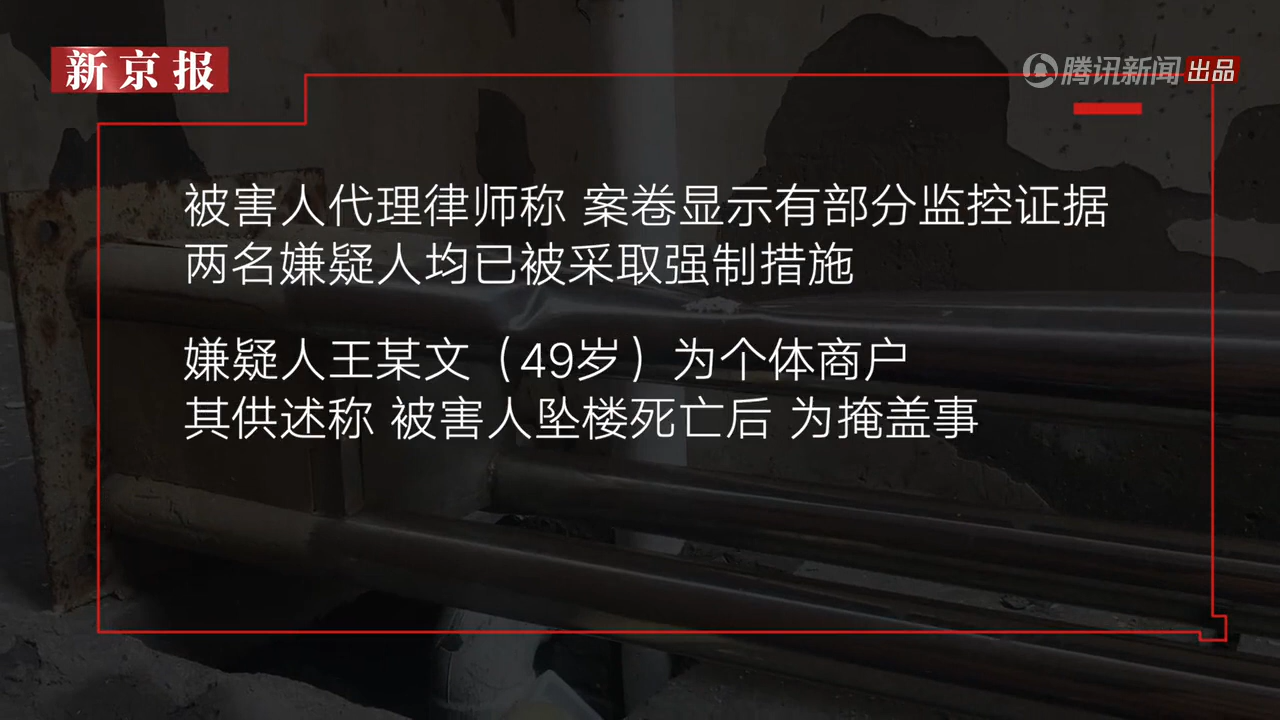 新京报
腾讯新闻 出品
被害人代理律师称 案卷显示有部分监控证据
两名嫌疑人均已被采取强制措施
嫌疑人王某文（49岁）为个体商户
其供述称 被害人坠楼死亡后 为掩盖事